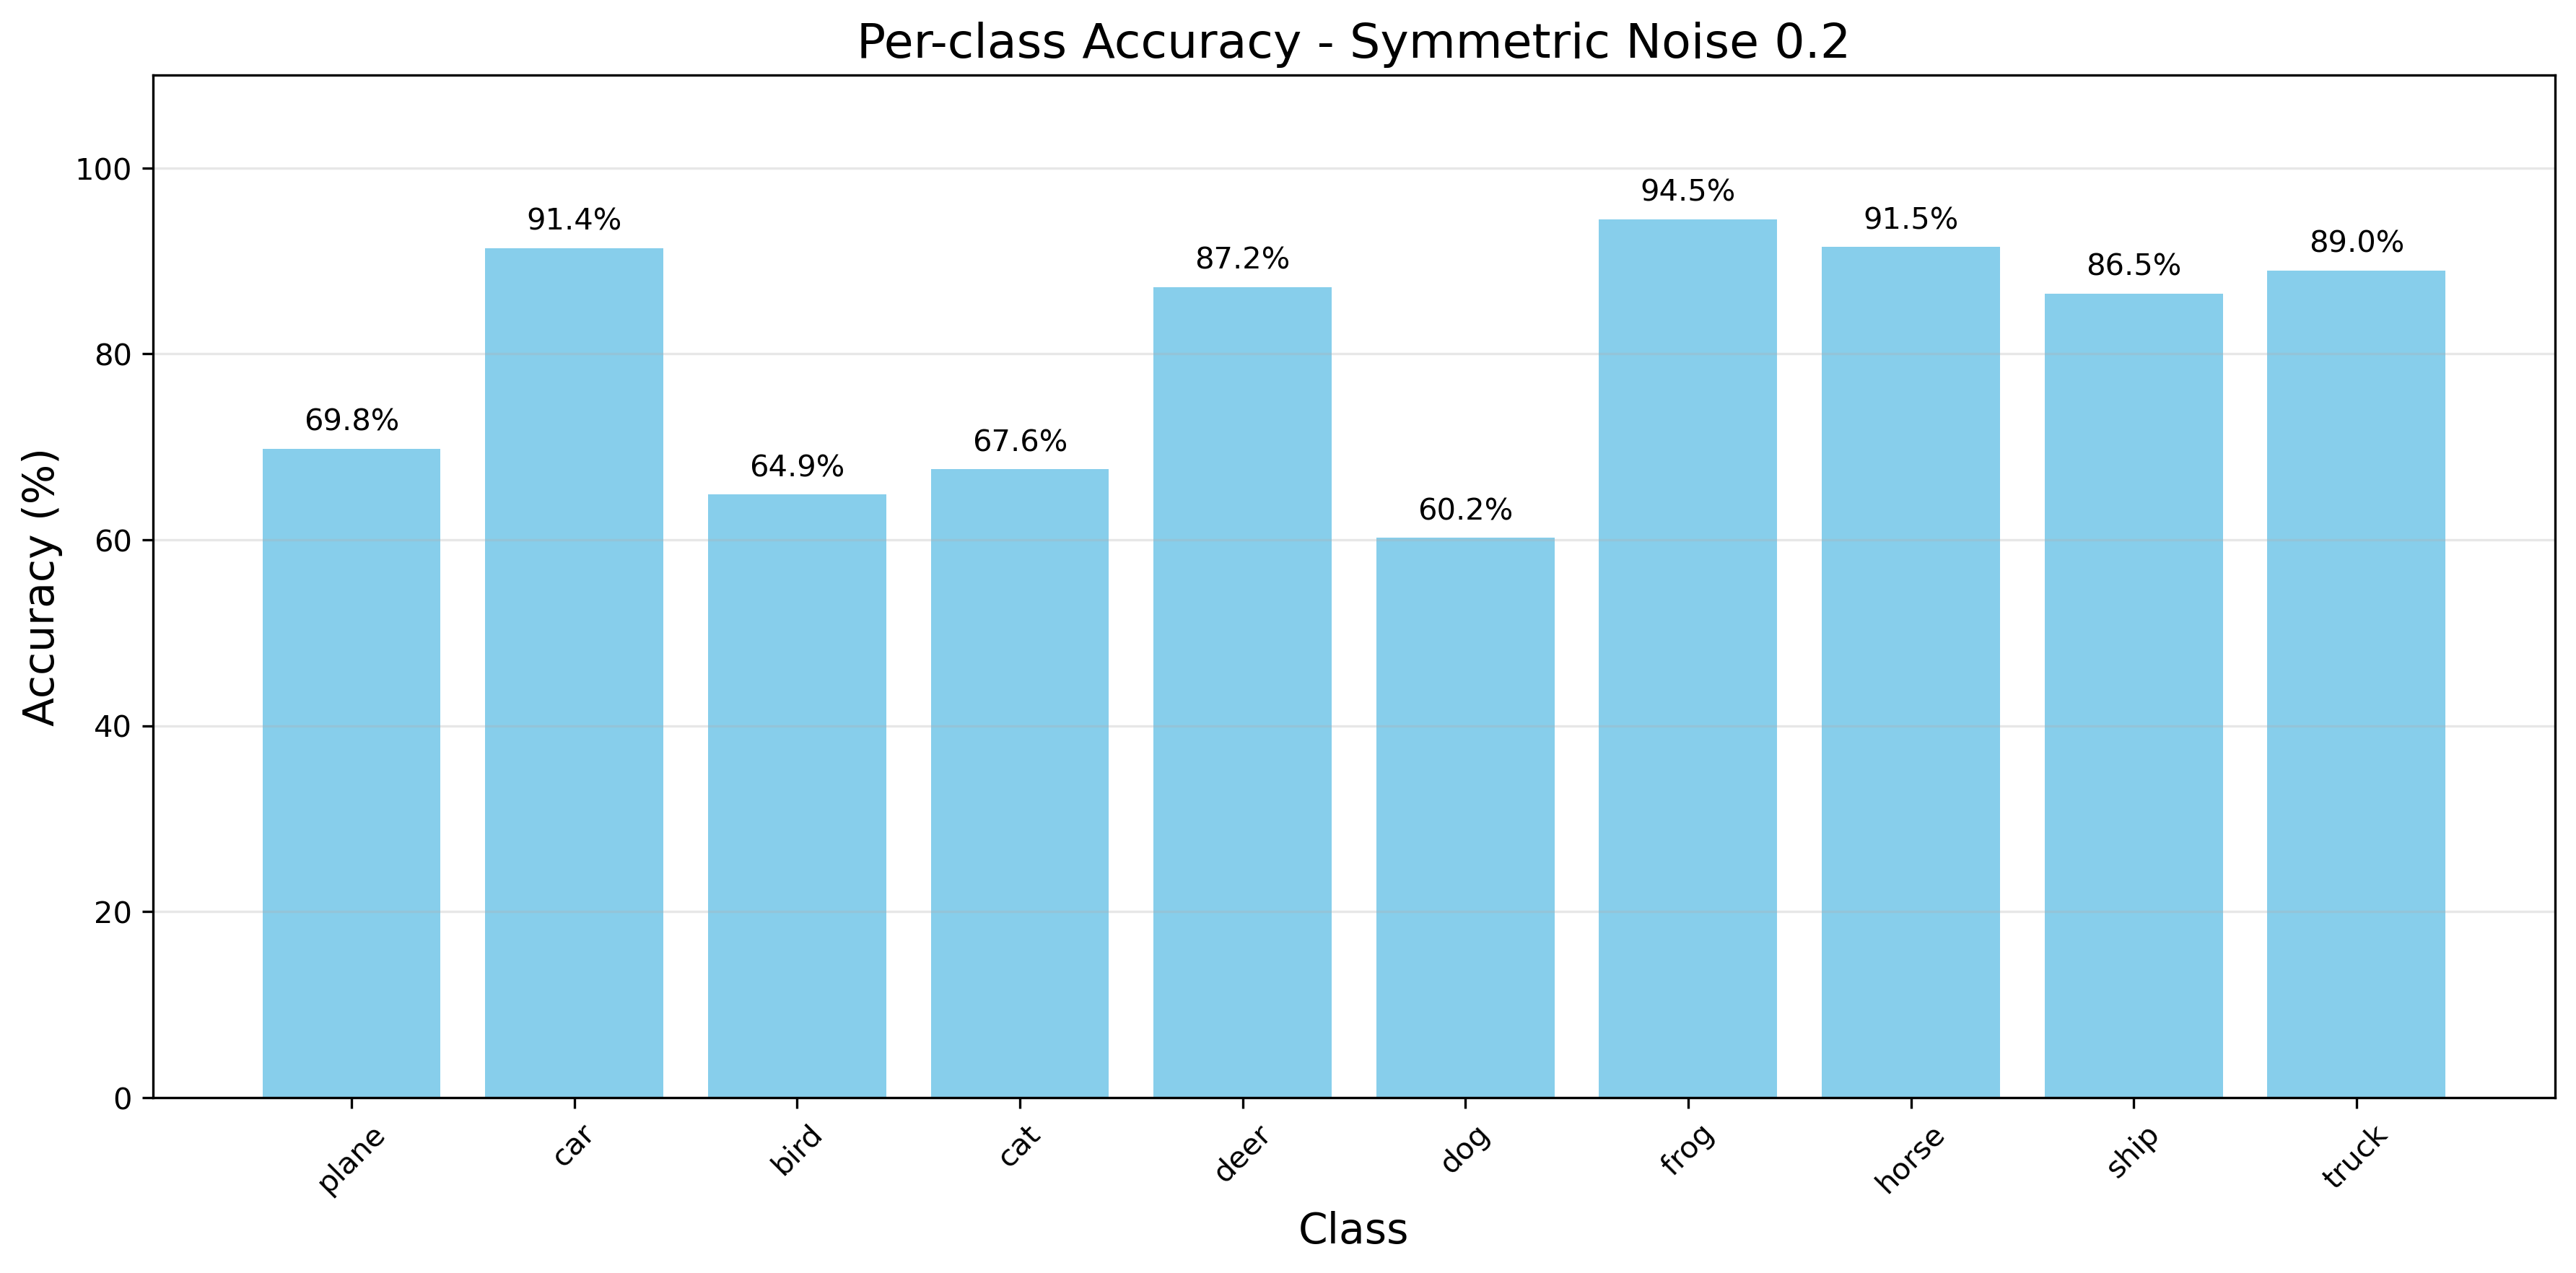 Per-class Accuracy - Symmetric Noise 0.2
Accuracy (%)
100
80
60
40
20
0
69.8%
91.4%
64.9%
67.6%
87.2%
60.2%
94.5%
91.5%
86.5%
89.0%
plane
car
bird
cat
deer
dog
frog
horse
ship
truck
Class